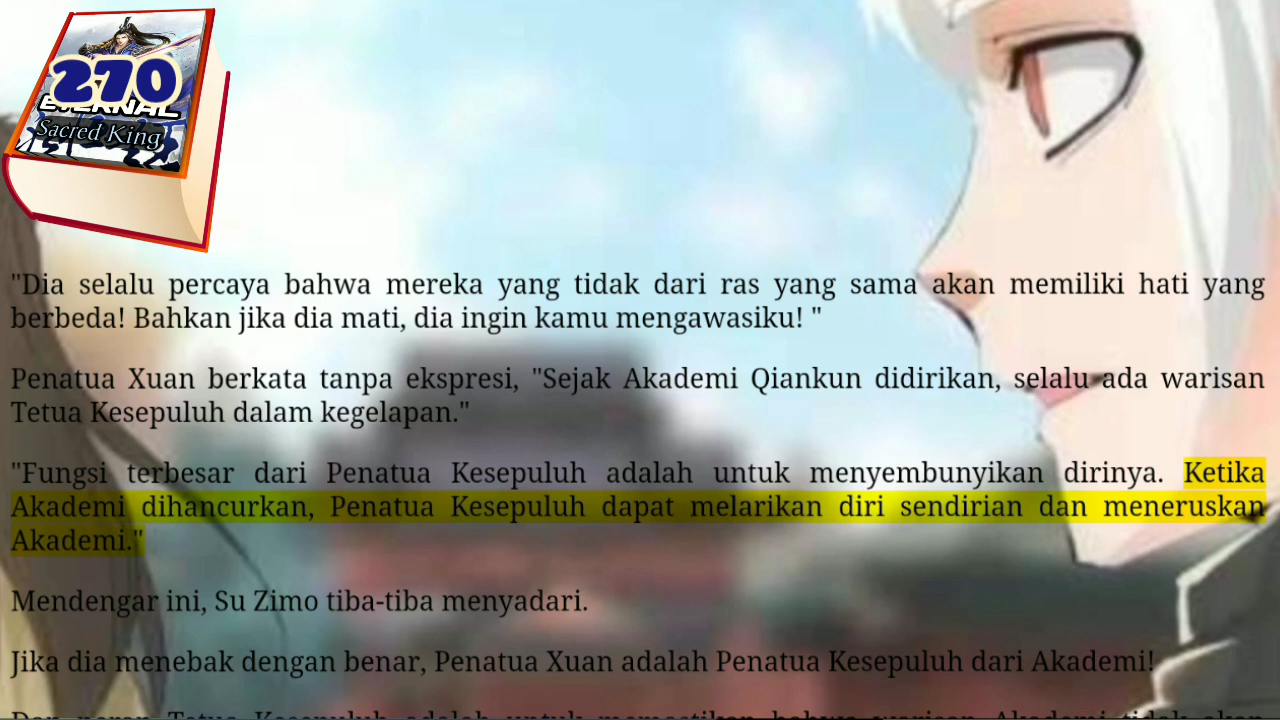 270
ETERNAL
Sacred King
"Dia selalu percaya bahwa mereka yang tidak dari ras yang sama akan memiliki hati yang
berbeda! Bahkan jika dia mati, dia ingin kamu mengawasiku! "
Penatua Xuan berkata tanpa ekspresi, "Sejak Akademi Qiankun didirikan, selalu ada warisan
Tetua Kesepuluh dalam kegelapan."
"Fungsi terbesar dari Penatua Kesepuluh adalah untuk menyembunyikan dirinya. Ketika
Akademi dihancurkan, Penatua Kesepuluh dapat melarikan diri sendirian dan meneruskan
Akademi."
Mendengar ini, Su Zimo tiba-tiba menyadari.
Jika dia menebak dengan benar, Penatua Xuan adalah Penatua Kesepuluh dari Akademi!